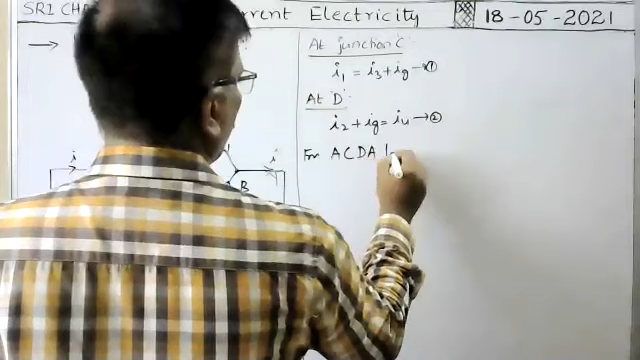 SRI CHA
rrent Electricity
18-05-2021
At junction 'C'
i₁ = i₃ + ig → ①
At 'D'
i₂ + ig = i₄ → ②
For ACDA
i
i
B